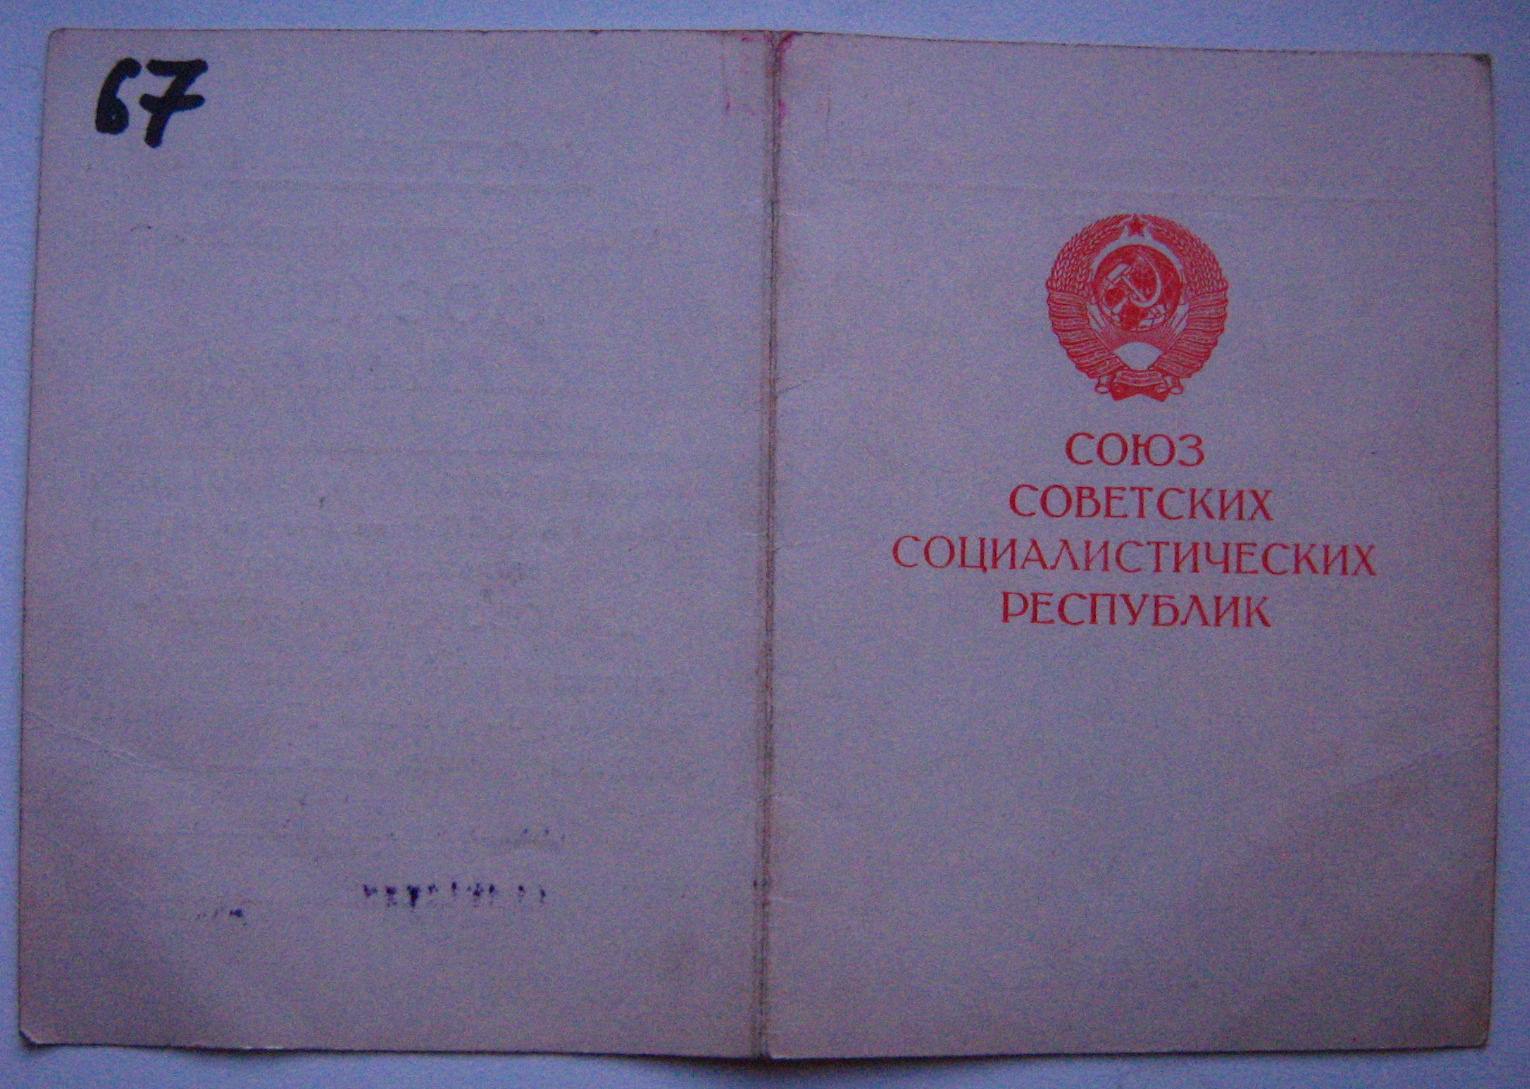 67
СОЮЗ
СОВЕТСКИХ
СОЦИАЛИСТИЧЕСКИХ
РЕСПУБЛИК